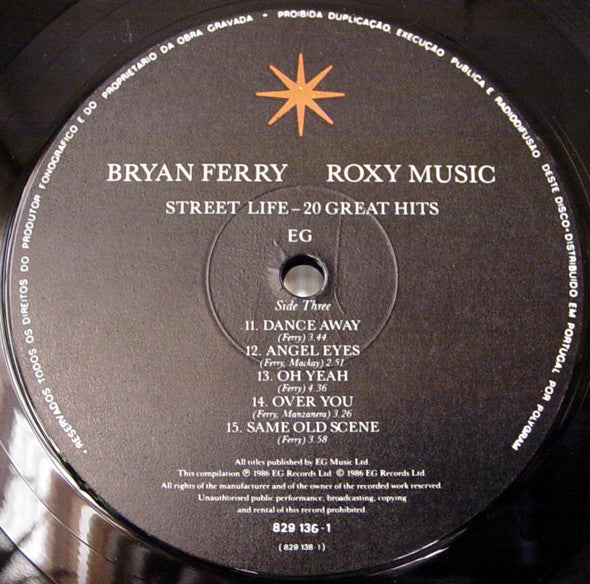 • RESERVADOS TODOS OS DIREITOS DO PRODUTOR FONOGRAFICO E DO PROPRIETARIO DA OBRA GRAVADA - PROIBIDA DUPLICAÇÃO, EXECUÇÃO PUBLICA E RADIODIFUSÃO DESTE DISCO-DISTRIBUIDO EM PORTUGAL POR POLYGRAM
BRYAN FERRY ROXY MUSIC
STREET LIFE – 20 GREAT HITS
EG
Side Three
11. DANCE AWAY
(Ferry) 3.44
12. ANGEL EYES
(Ferry, Mackay) 2.51
13. OH YEAH
(Ferry) 4.36
14. OVER YOU
(Ferry, Manzanera) 3.26
15. SAME OLD SCENE
(Ferry) 3.58
All titles published by EG Music Ltd.
This compilation ℗ 1986 EG Records Ltd © 1986 EG Records Ltd.
All rights of the manufacturer and of the owner of the recorded work reserved.
Unauthorised public performance, broadcasting, copying
and rental of this record prohibited.
829 136-1
(829 138-1)